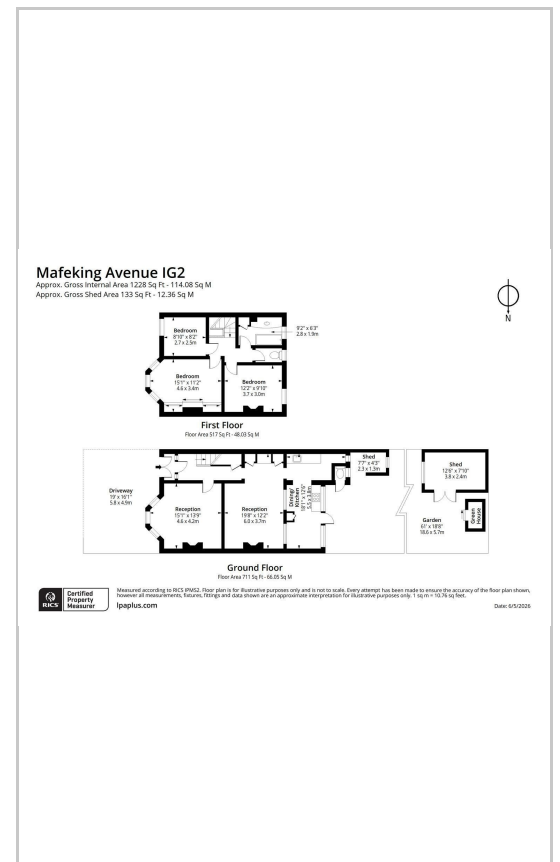 Mafeking Avenue IG2
Approx. Gross Internal Area 1228 Sq Ft - 114.08 Sq M
Approx. Gross Shed Area 133 Sq Ft - 12.36 Sq M
N
Bedroom
8'10" x 8'2"
2.7 x 2.5m
9'2" x 6'3"
2.8 x 1.9m
Bedroom
15'1" x 11'2"
4.6 x 3.4m
Bedroom
12'2" x 9'10"
3.7 x 3.0m
First Floor
Floor Area 517 Sq Ft - 48.03 Sq M
Driveway
19' x 16'1"
5.8 x 4.9m
Reception
15'1" x 13'9"
4.6 x 4.2m
Reception
19'8" x 12'2"
6.0 x 3.7m
Dining/
Kitchen
18'1" x 12'6"
5.5 x 3.8m
Shed
7'7" x 4'3"
2.3 x 1.3m
Shed
12'6" x 7'10"
3.8 x 2.4m
Garden
61' x 18'8"
18.6 x 5.7m
Green
House
Ground Floor
Floor Area 711 Sq Ft - 66.05 Sq M
RICS
Certified
Property
Measurer
Measured according to RICS IPMS2. Floor plan is for illustrative purposes only and is not to scale. Every attempt has been made to ensure the accuracy of the floor plan shown,
however all measurements, fixtures, fittings and data shown are an approximate interpretation for illustrative purposes only. 1 sq m = 10.76 sq feet.
lpaplus.com
Date: 6/5/2026